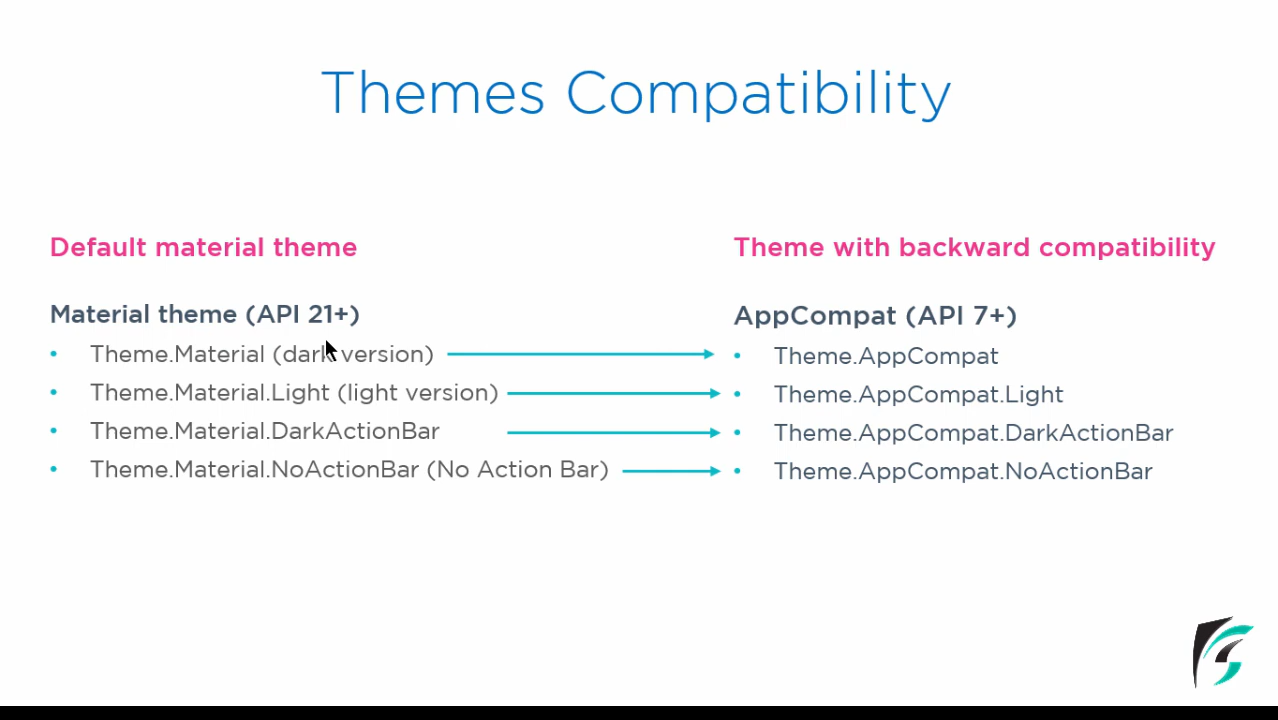 Themes Compatibility
Default material theme
Material theme (API 21+)
• Theme.Material (dark version)
• Theme.Material.Light (light version)
• Theme.Material.DarkActionBar
• Theme.Material.NoActionBar (No Action Bar)
Theme with backward compatibility
AppCompat (API 7+)
• Theme.AppCompat
• Theme.AppCompat.Light
• Theme.AppCompat.DarkActionBar
• Theme.AppCompat.NoActionBar